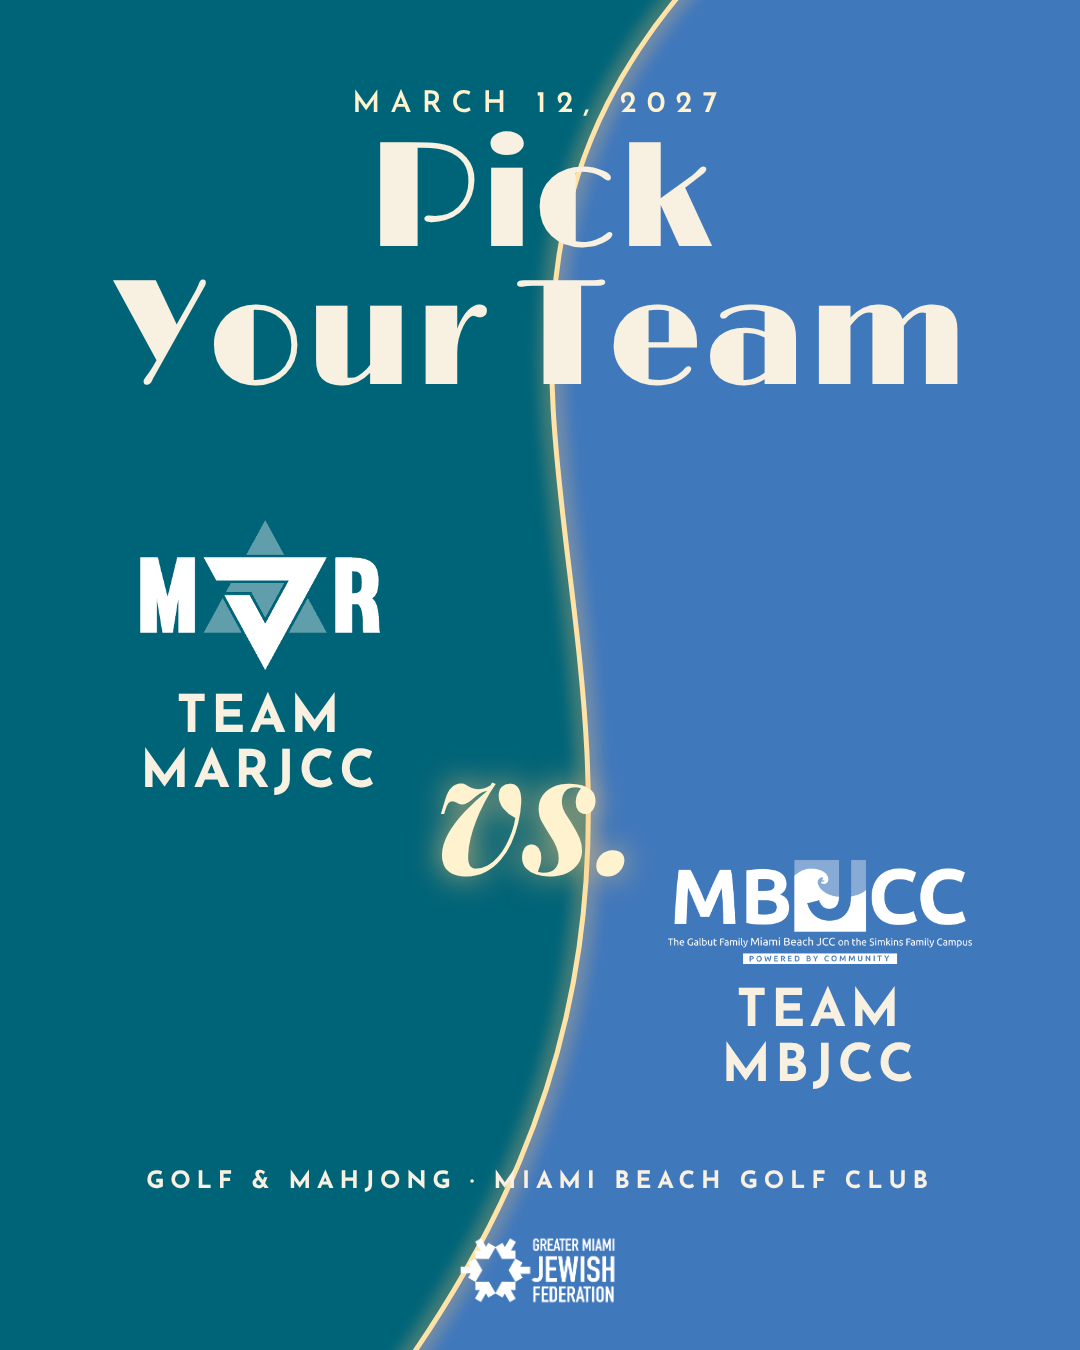 MARCH 12, 2027
Pick
Your Team
MAR
TEAM
MARJCC
vs.
MBJCC
The Galbut Family Miami Beach JCC on the Simkins Family Campus
POWERED BY COMMUNITY
TEAM
MBJCC
GOLF & MAHJONG · MIAMI BEACH GOLF CLUB
GREATER MIAMI
JEWISH
FEDERATION